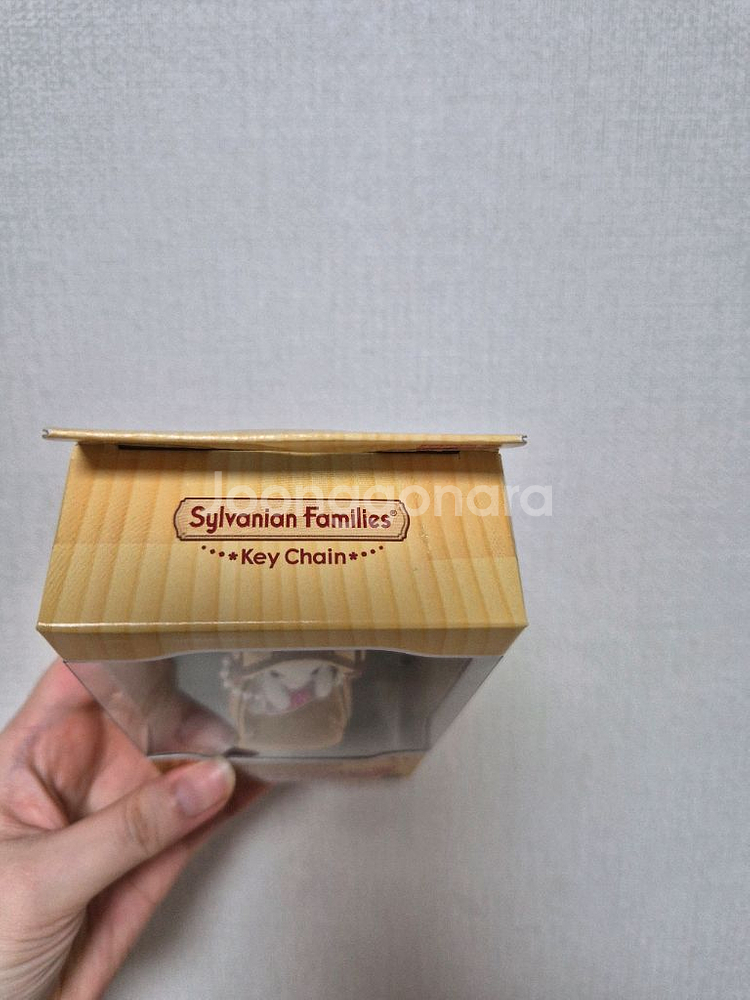 Joonggonara
Sylvanian Families®
Key Chain